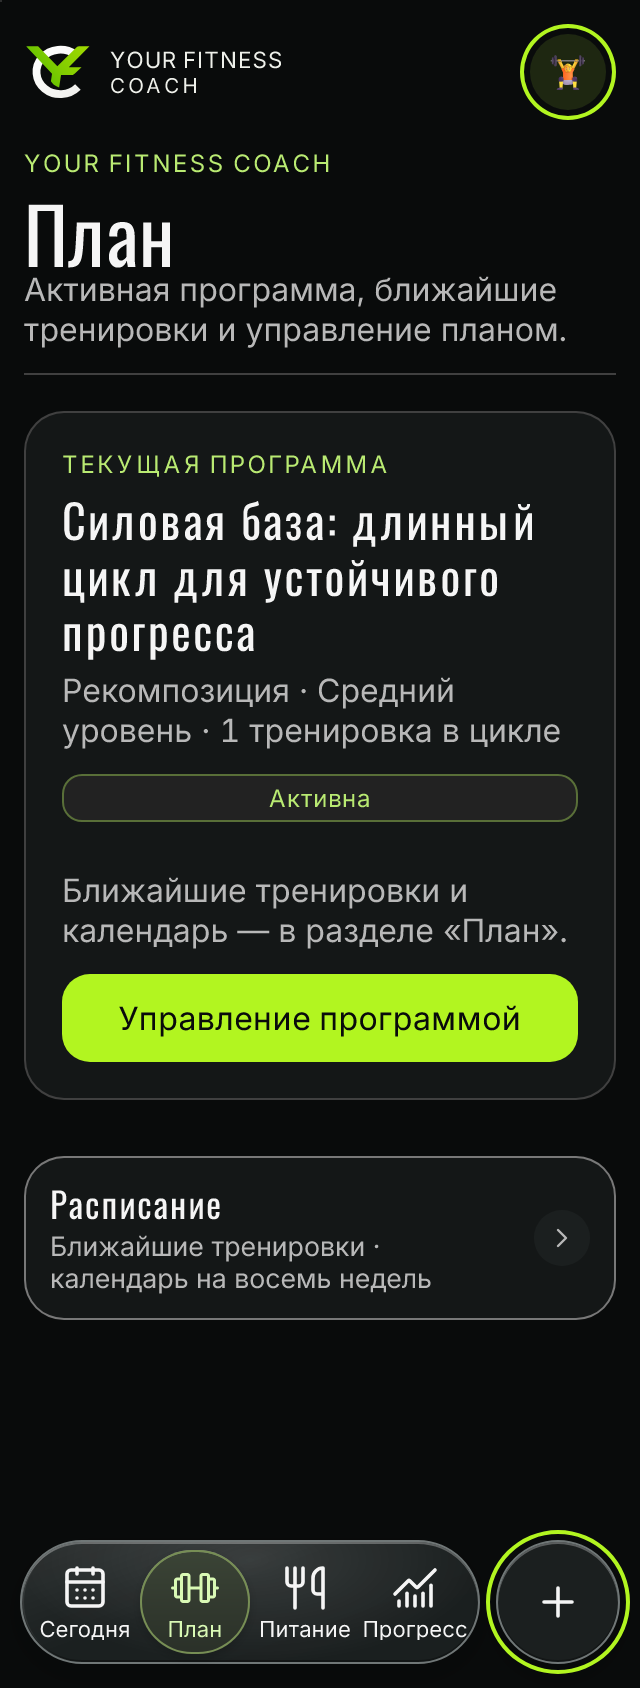 YOUR FITNESS
COACH
YOUR FITNESS COACH
План
Активная программа, ближайшие
тренировки и управление планом.
ТЕКУЩАЯ ПРОГРАММА
Силовая база: длинный
цикл для устойчивого
прогресса
Рекомпозиция · Средний
уровень · 1 тренировка в цикле
Активна
Ближайшие тренировки и
календарь — в разделе «План».
Управление программой
Расписание
Ближайшие тренировки ·
календарь на восемь недель
Сегодня План Питание Прогресс